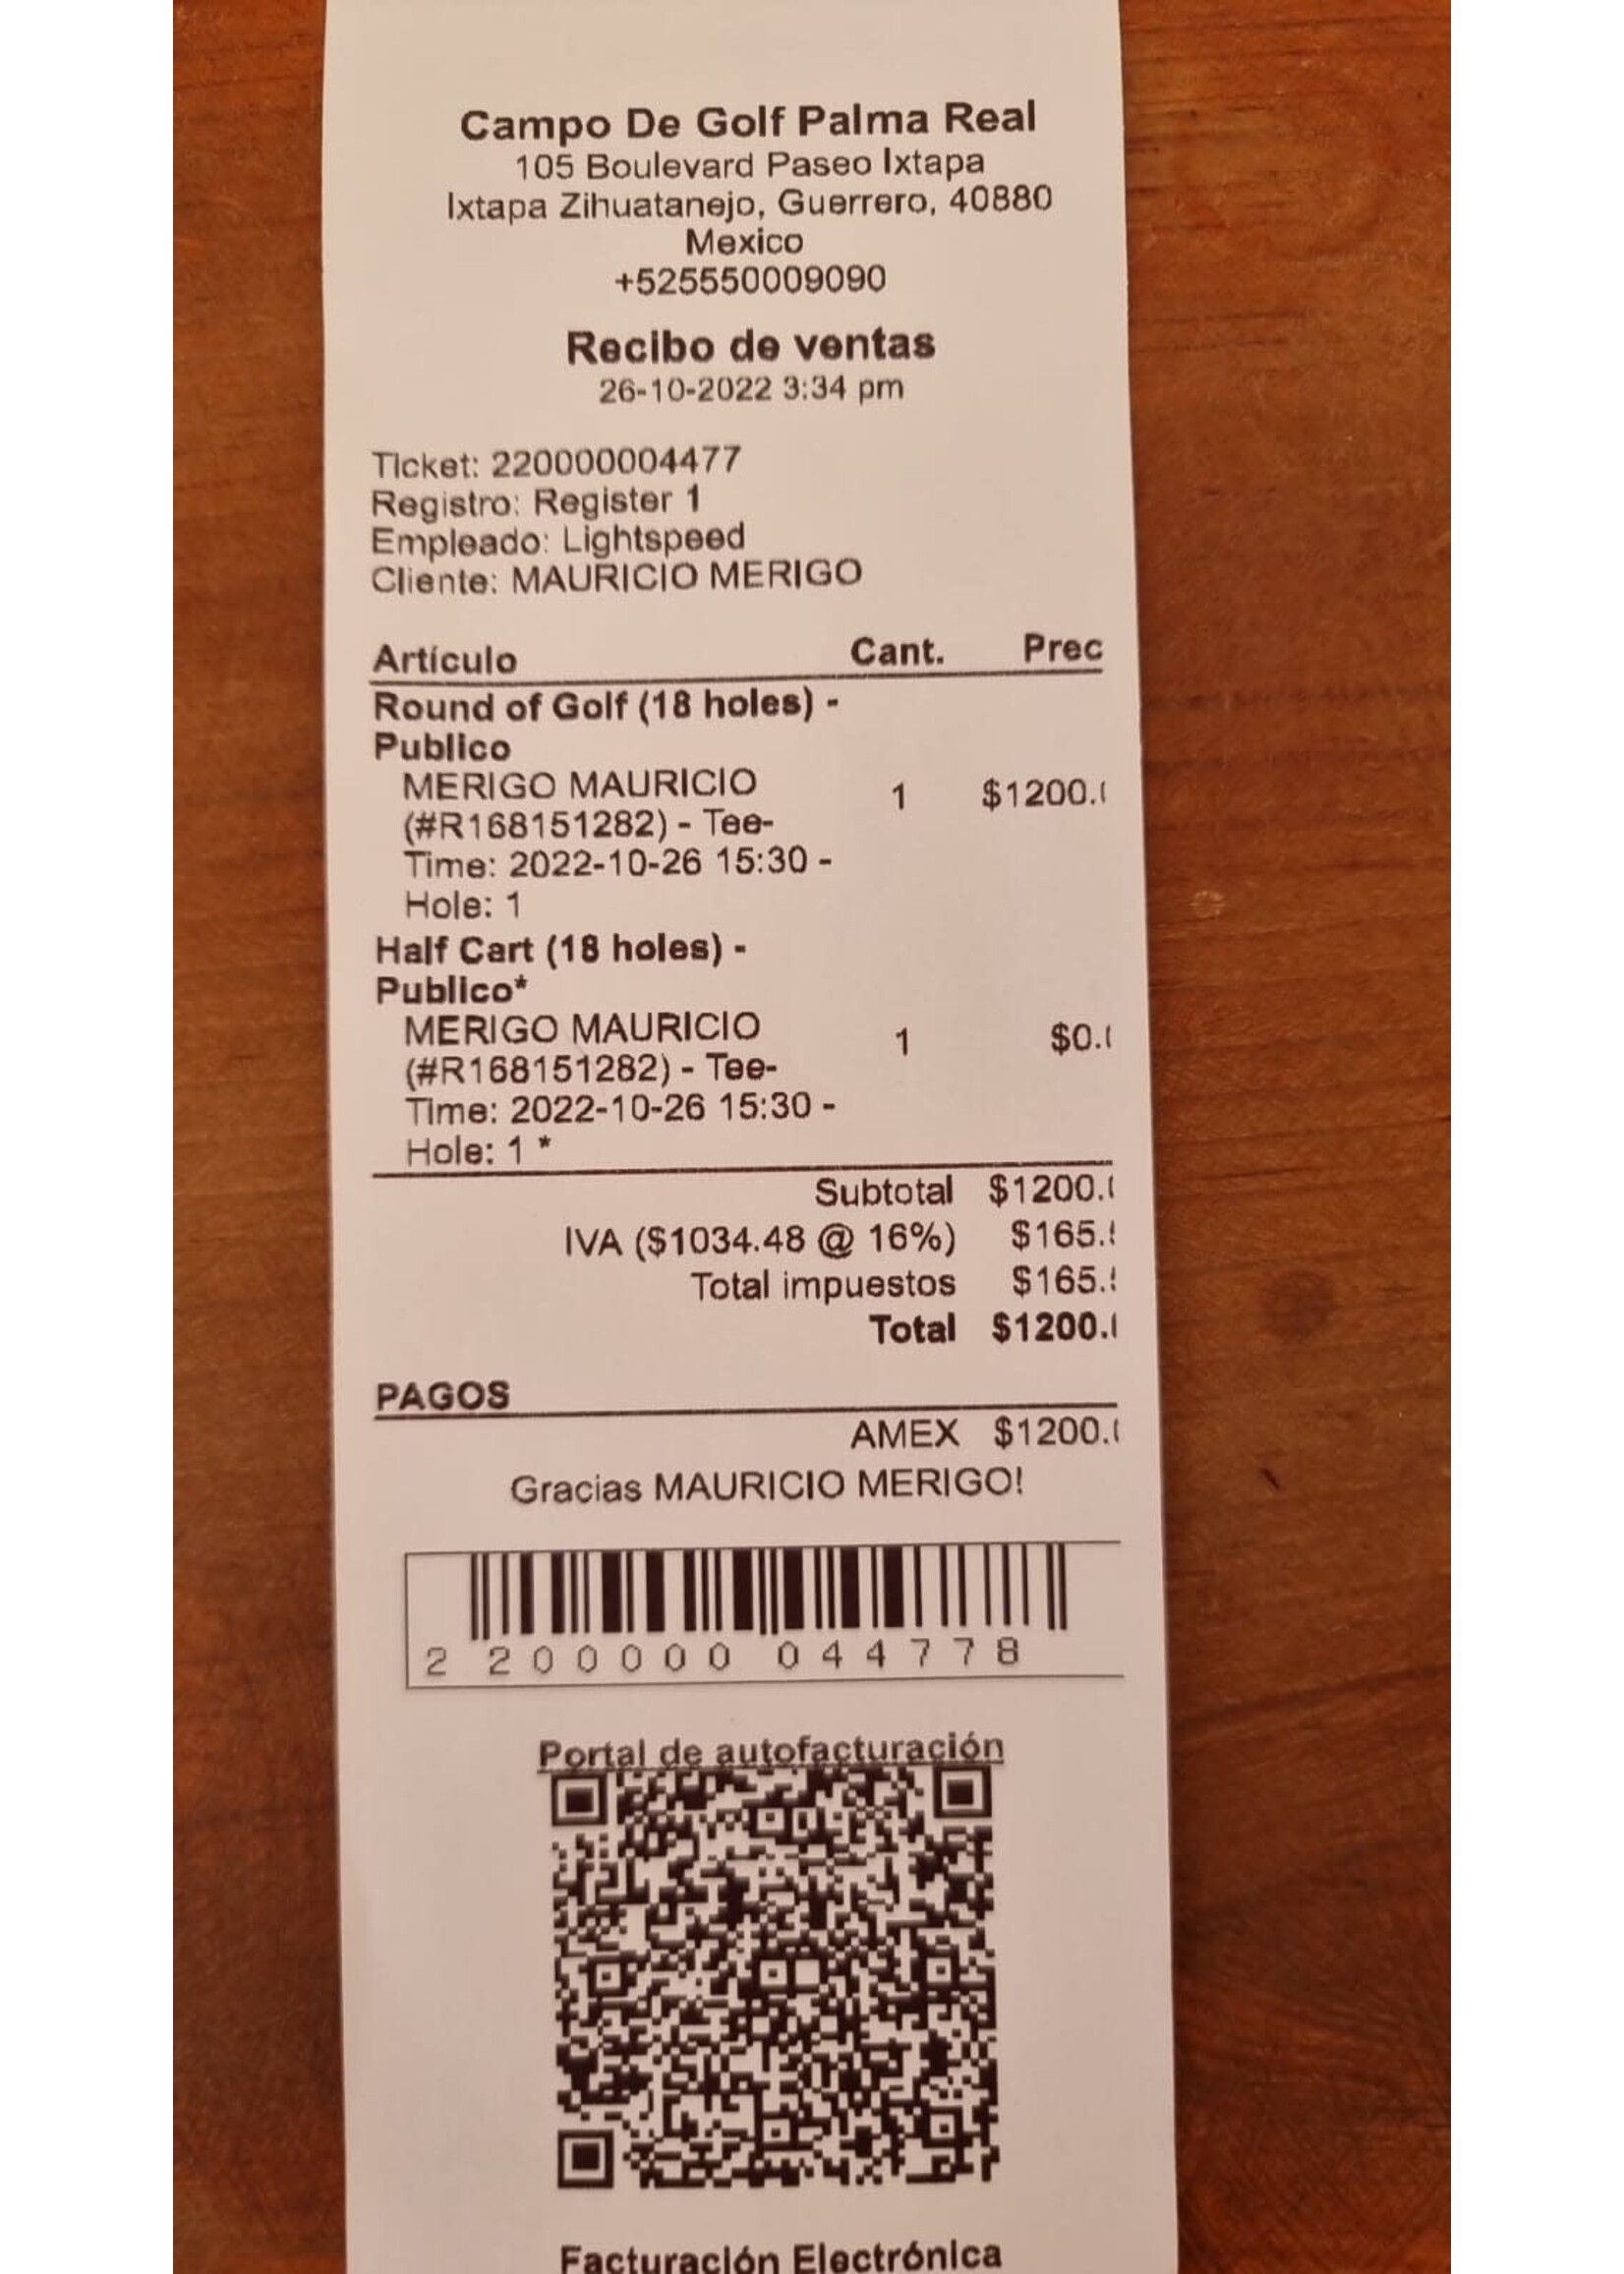 Campo De Golf Palma Real
105 Boulevard Paseo Ixtapa
Ixtapa Zihuatanejo, Guerrero, 40880
Mexico
+525550009090
Recibo de ventas
26-10-2022 3:34 pm
Ticket: 220000004477
Registro: Register 1
Empleado: Lightspeed
Cliente: MAURICIO MERIGO
Artículo Cant. Prec
Round of Golf (18 holes) -
Publico
MERIGO MAURICIO 1 $1200.
(#R168151282) - Tee-
Time: 2022-10-26 15:30 -
Hole: 1
Half Cart (18 holes) -
Publico*
MERIGO MAURICIO 1 $0.
(#R168151282) - Tee-
Time: 2022-10-26 15:30 -
Hole: 1 *
Subtotal $1200.
IVA ($1034.48 @ 16%) $165.
Total impuestos $165.
Total $1200.
PAGOS
AMEX $1200.
Gracias MAURICIO MERIGO!
2 200000 044778
Portal de autofacturación
Facturación Electrónica